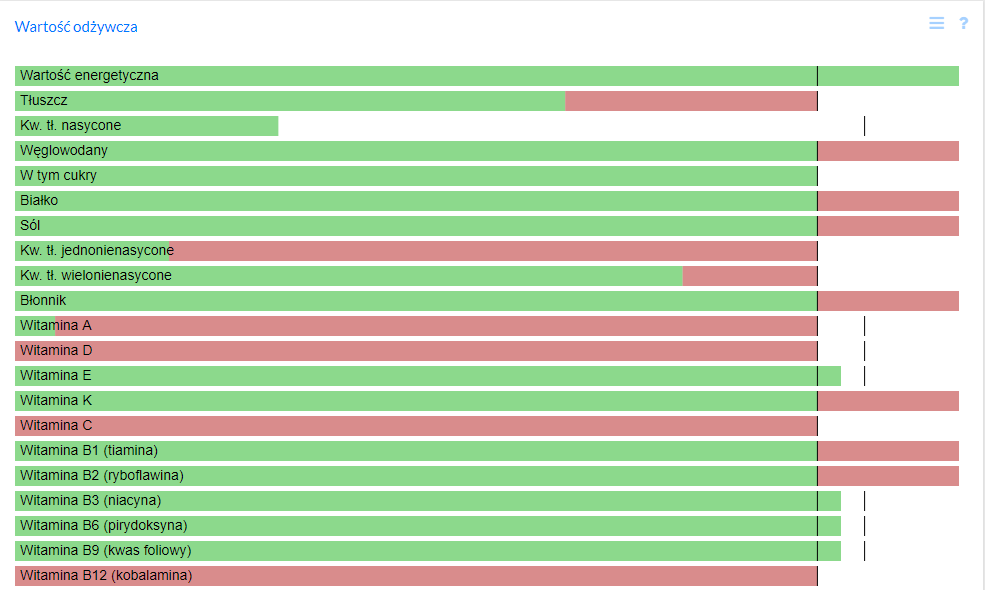 Wartość odżywcza
?
Wartość energetyczna
Tłuszcz
Kw. tł. nasycone
Węglowodany
W tym cukry
Białko
Sól
Kw. tł. jednonienasycone
Kw. tł. wielonienasycone
Błonnik
Witamina A
Witamina D
Witamina E
Witamina K
Witamina C
Witamina B1 (tiamina)
Witamina B2 (ryboflawina)
Witamina B3 (niacyna)
Witamina B6 (pirydoksyna)
Witamina B9 (kwas foliowy)
Witamina B12 (kobalamina)